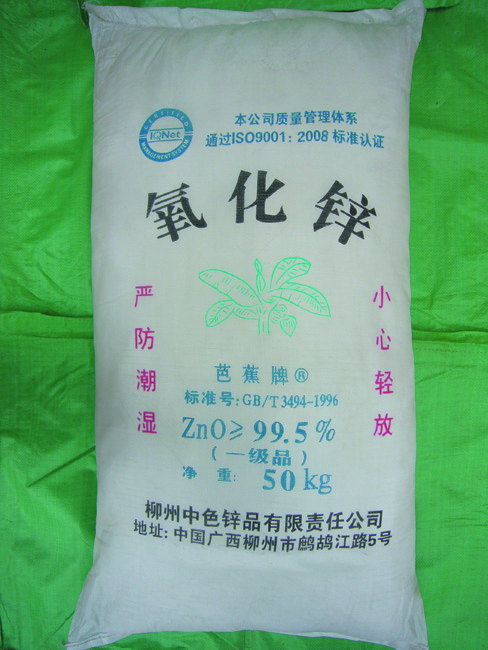 CERTIFIED
IQNet
MANAGEMENT SYSTEM
本公司质量管理体系
通过ISO9001:2008标准认证
氧化锌
严防潮湿
小心轻放
芭蕉牌®
标准号:GB/T3494-1996
ZnO≥99.5%
(一级品)
净重:50kg
柳州中色锌品有限责任公司
地址:中国广西柳州市鹧鸪江路5号